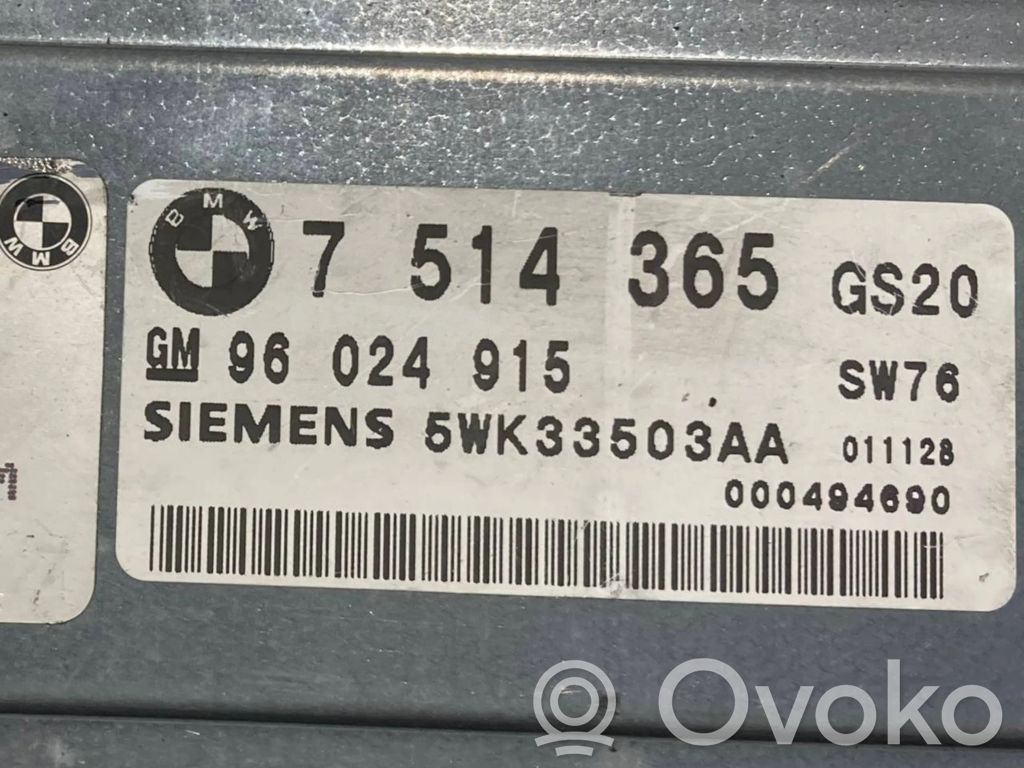 BMW
BMW 7 514 365 GS20
GM 96 024 915 SW76
SIEMENS 5WK33503AA 011128
000494690
Ovoko